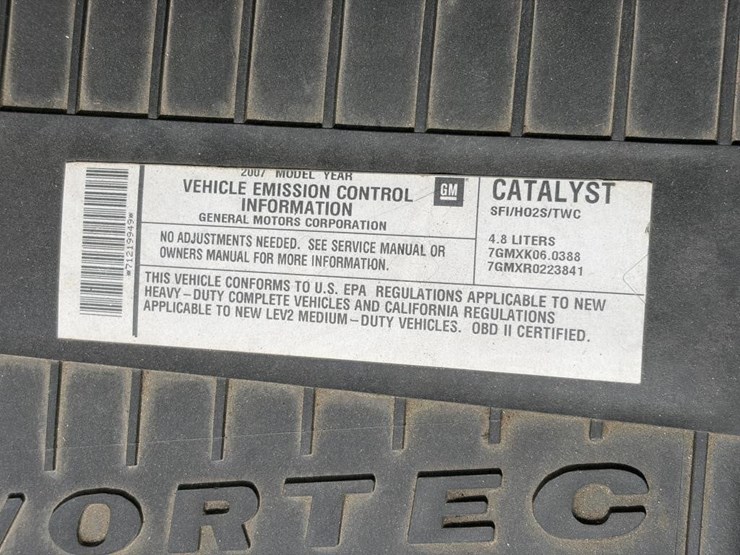 2007 MODEL YEAR
VEHICLE EMISSION CONTROL
INFORMATION
GENERAL MOTORS CORPORATION
GM
CATALYST
SFI/HO2S/TWC
NO ADJUSTMENTS NEEDED. SEE SERVICE MANUAL OR
OWNERS MANUAL FOR MORE INFORMATION.
4.8 LITERS
7GMXK06.0388
7GMXR0223841
THIS VEHICLE CONFORMS TO U.S. EPA REGULATIONS APPLICABLE TO NEW
HEAVY-DUTY COMPLETE VEHICLES AND CALIFORNIA REGULATIONS
APPLICABLE TO NEW LEV2 MEDIUM-DUTY VEHICLES. OBD II CERTIFIED.
*71219949*
VORTEC